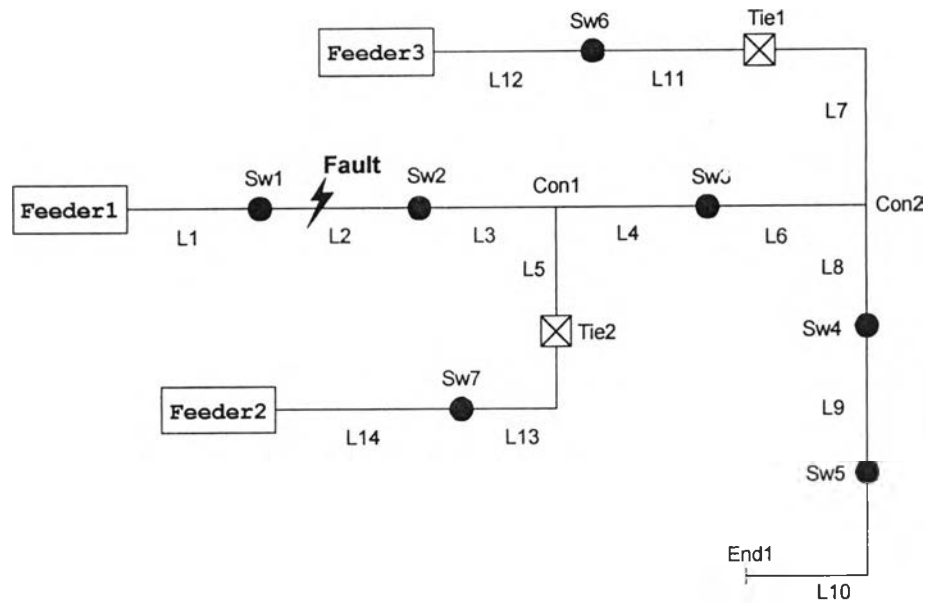 Sw6
Tie1
Feeder3
L12
L11
L7
Fault
Sw1
Sw2
Con1
Sw3
Con2
Feeder1
L1
L2
L3
L4
L6
L5
L8
Tie2
Sw4
Sw7
Feeder2
L14
L13
L9
Sw5
End1
L10